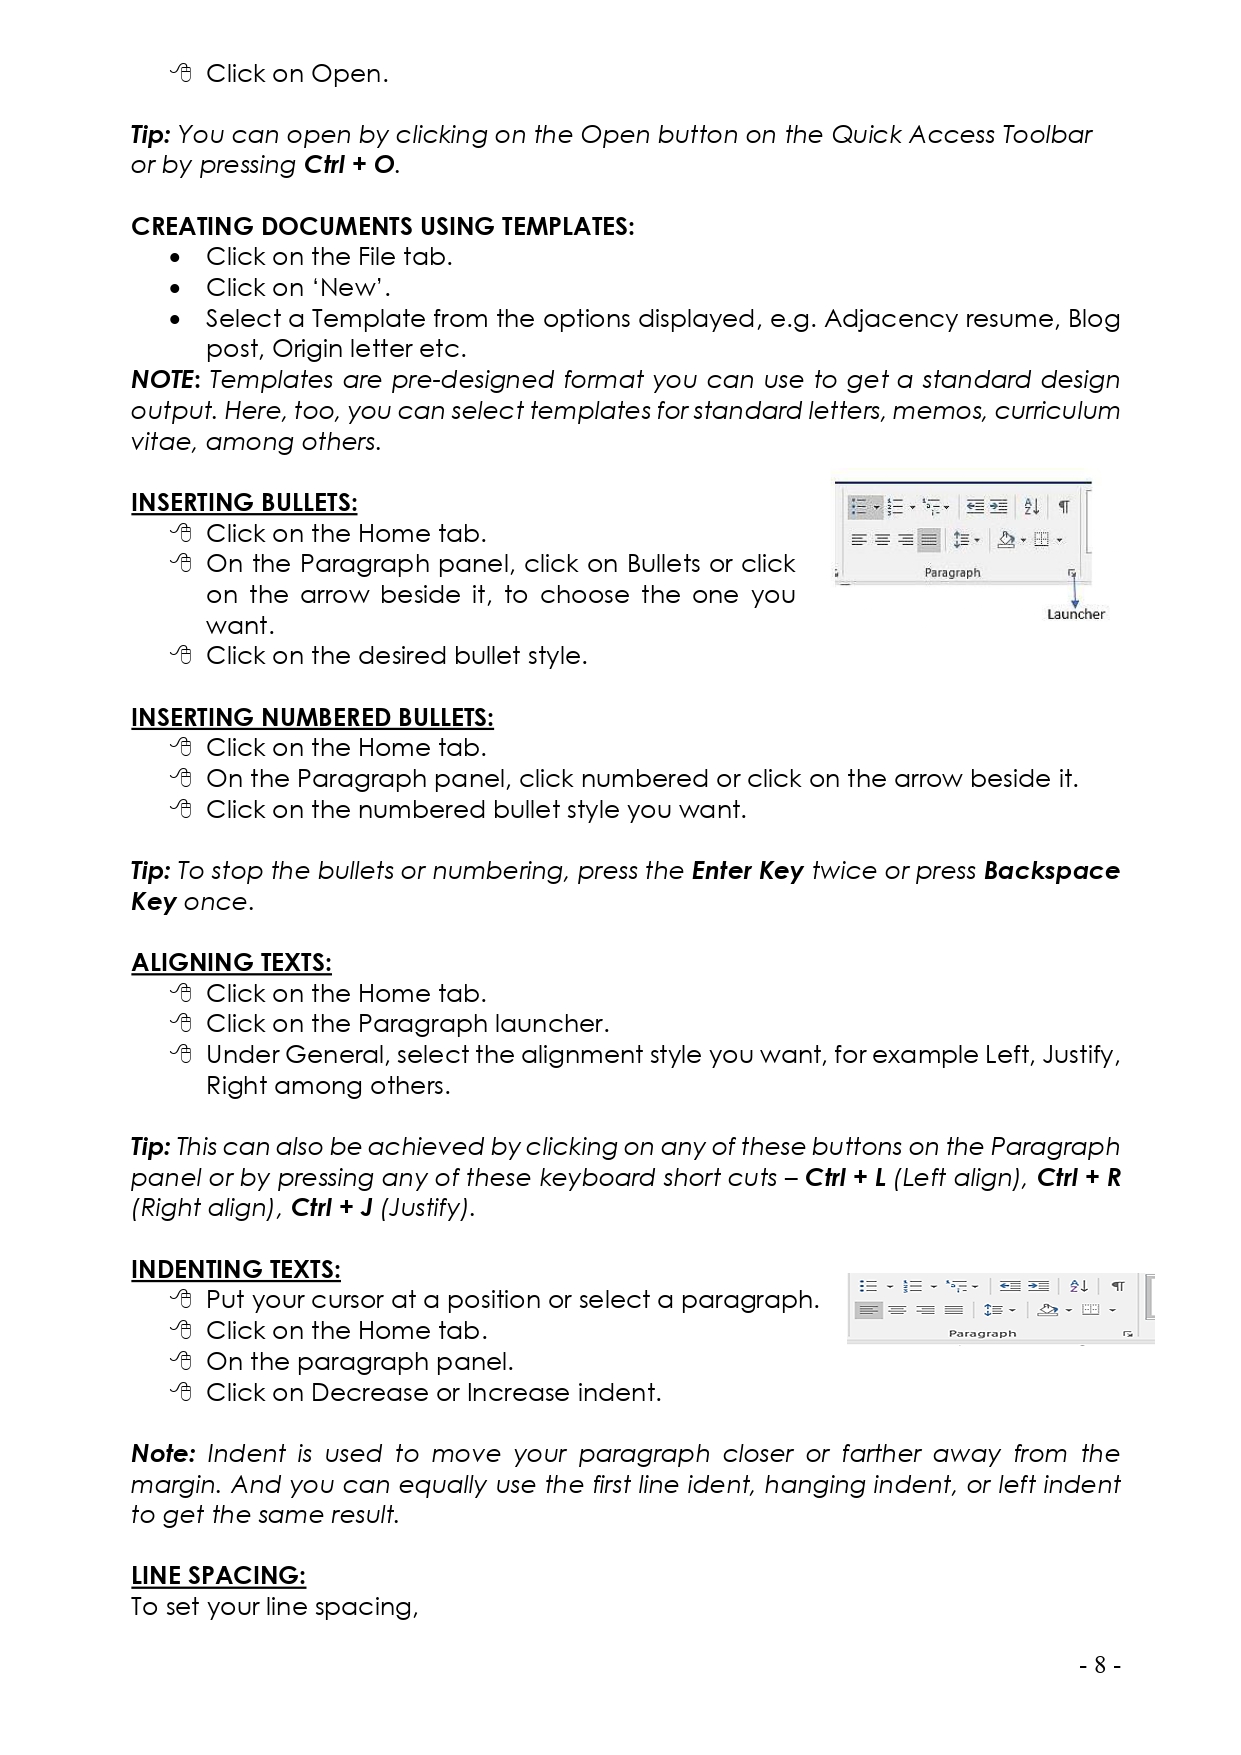 Click on Open.
Tip: You can open by clicking on the Open button on the Quick Access Toolbar
or by pressing Ctrl + O.
CREATING DOCUMENTS USING TEMPLATES:
• Click on the File tab.
• Click on ‘New’.
• Select a Template from the options displayed, e.g. Adjacency resume, Blog
post, Origin letter etc.
NOTE: Templates are pre-designed format you can use to get a standard design
output. Here, too, you can select templates for standard letters, memos, curriculum
vitae, among others.
INSERTING BULLETS:
Click on the Home tab.
On the Paragraph panel, click on Bullets or click
on the arrow beside it, to choose the one you
want.
Click on the desired bullet style.
Paragraph
Launcher
INSERTING NUMBERED BULLETS:
Click on the Home tab.
On the Paragraph panel, click numbered or click on the arrow beside it.
Click on the numbered bullet style you want.
Tip: To stop the bullets or numbering, press the Enter Key twice or press Backspace
Key once.
ALIGNING TEXTS:
Click on the Home tab.
Click on the Paragraph launcher.
Under General, select the alignment style you want, for example Left, Justify,
Right among others.
Tip: This can also be achieved by clicking on any of these buttons on the Paragraph
panel or by pressing any of these keyboard short cuts – Ctrl + L (Left align), Ctrl + R
(Right align), Ctrl + J (Justify).
INDENTING TEXTS:
Put your cursor at a position or select a paragraph.
Click on the Home tab.
On the paragraph panel.
Click on Decrease or Increase indent.
Paragraph
Note: Indent is used to move your paragraph closer or farther away from the
margin. And you can equally use the first line ident, hanging indent, or left indent
to get the same result.
LINE SPACING:
To set your line spacing,
- 8 -